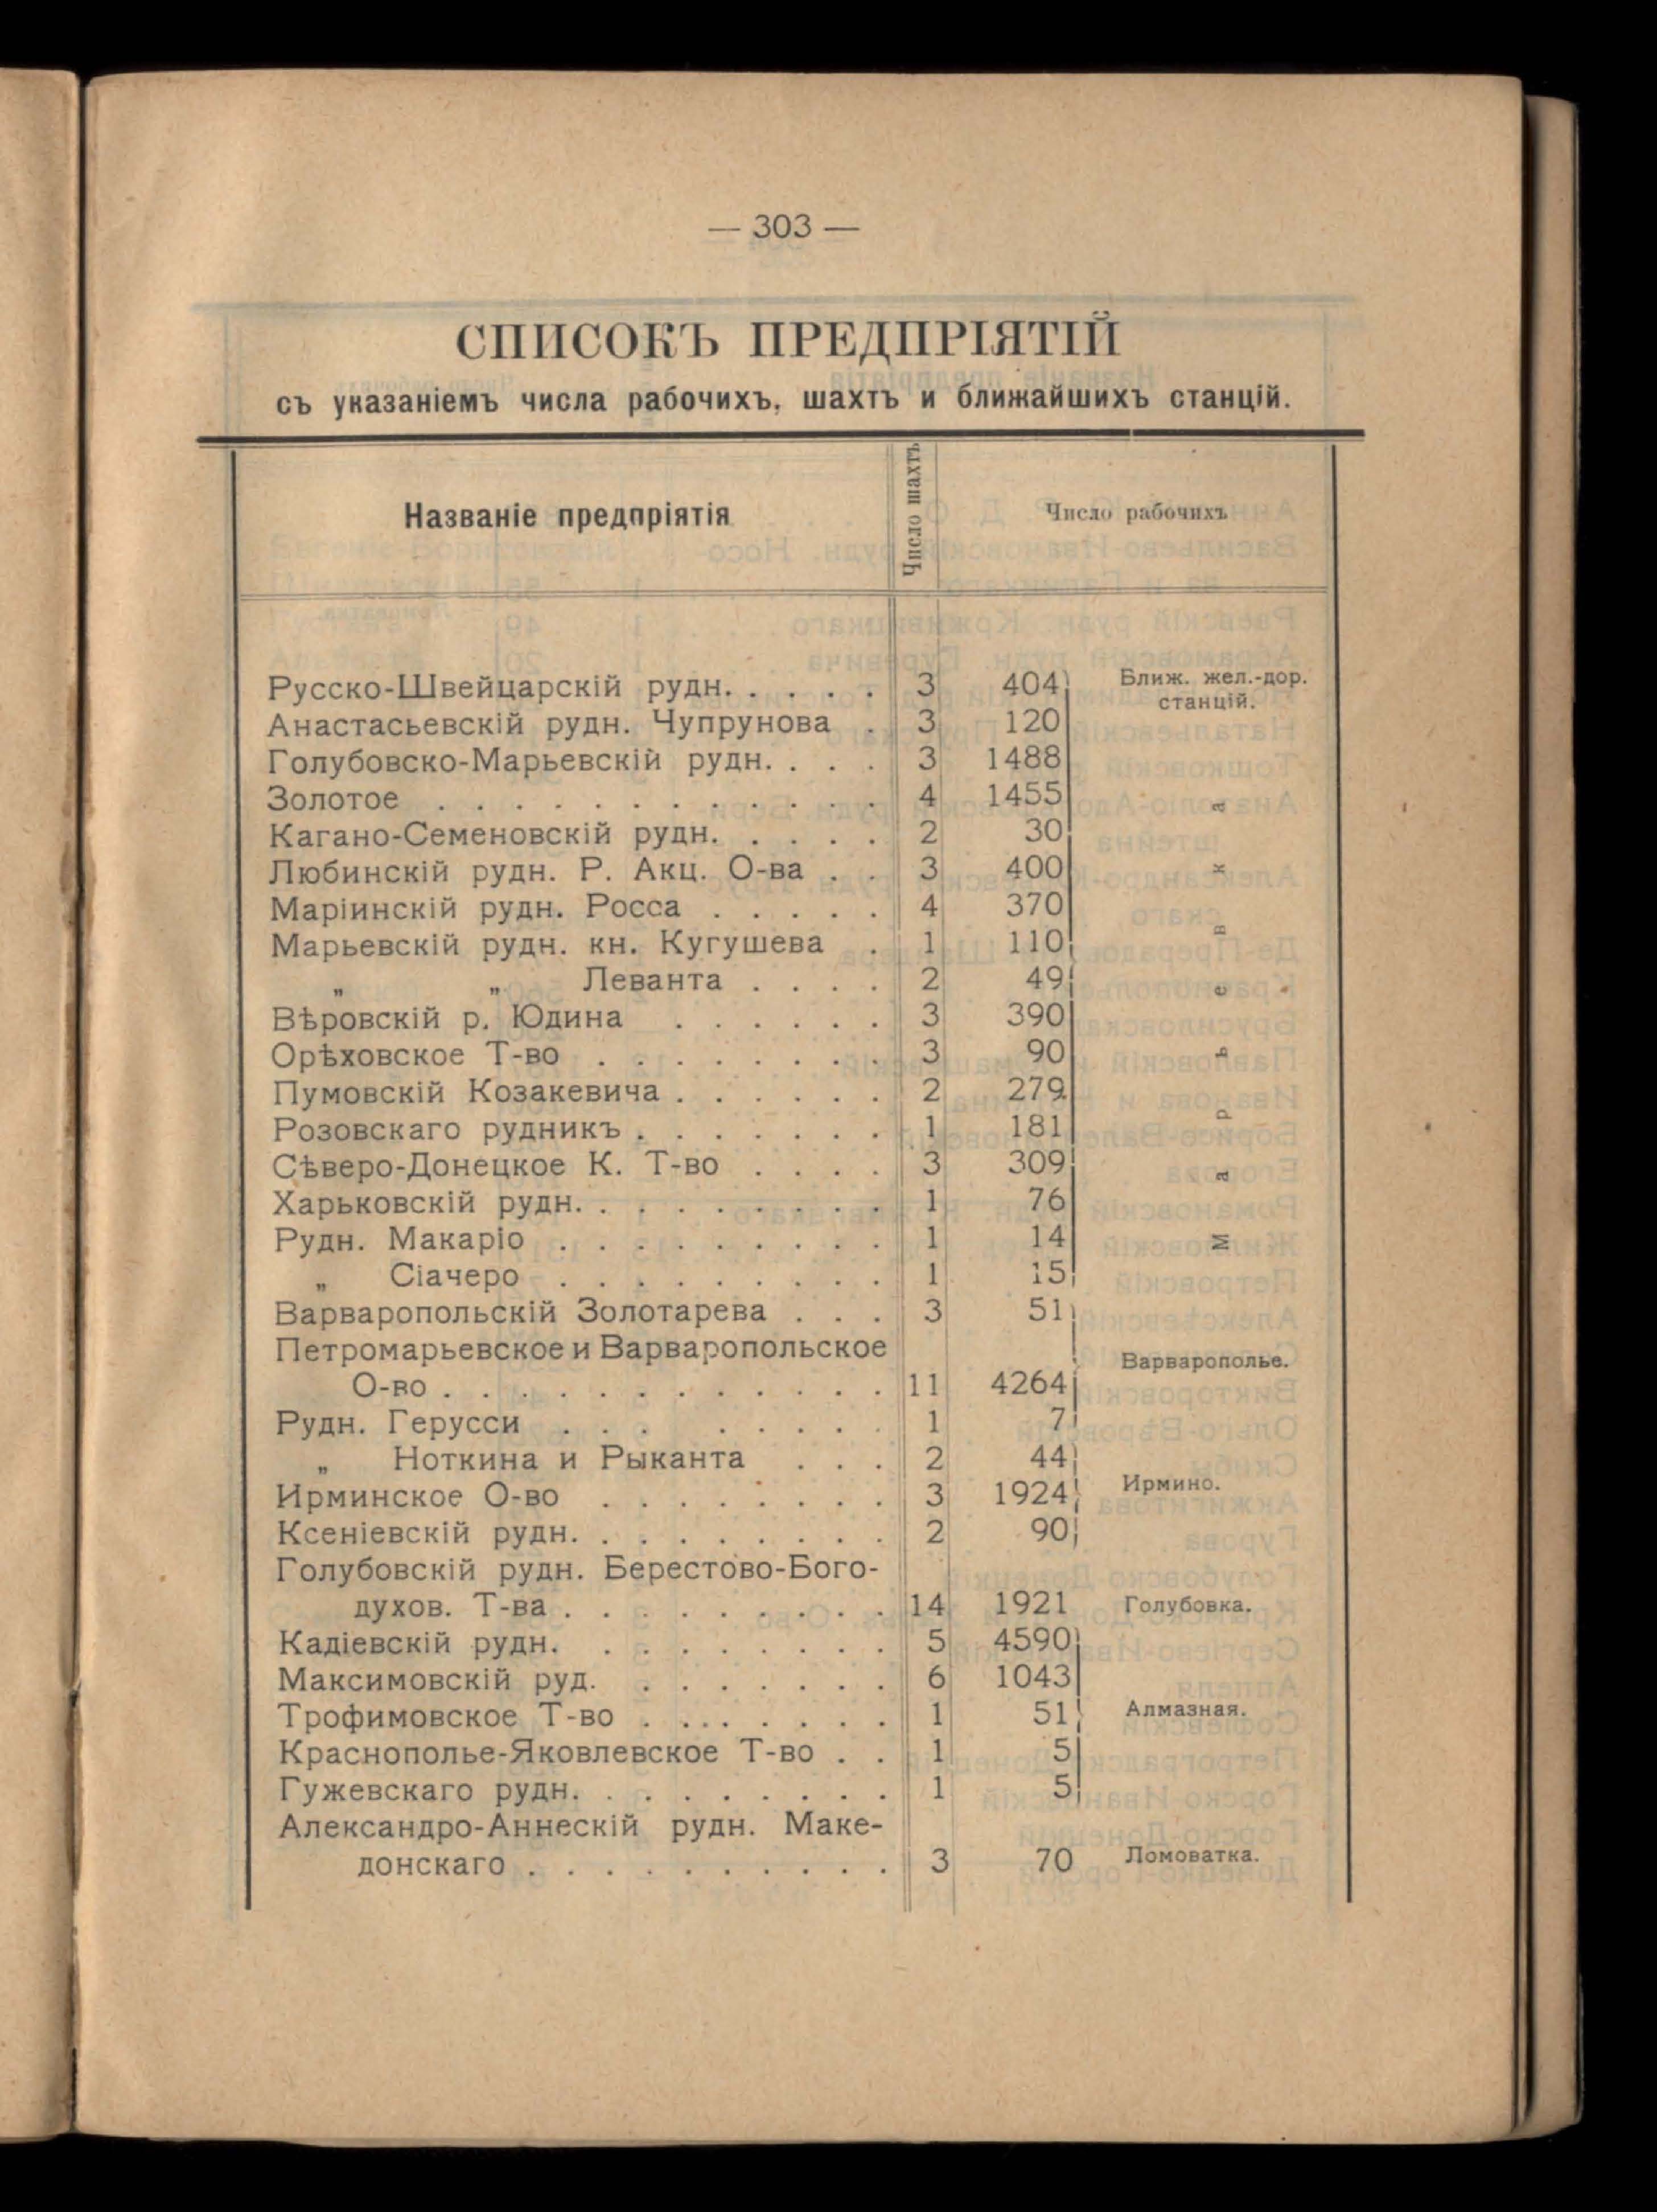 — 303 —
СПИСОКЪ ПРЕДПРІЯТІЙ
съ указаніемъ числа рабочихъ, шахтъ и ближайшихъ станцій.
Названіе предпріятія Число шахтъ Число рабочихъ
Русско-Швейцарскій рудн. . . . . 3 404 Ближ. жел.-дор.
станцій.
Анастасьевскій рудн. Чупрунова . 3 120
Голубовско-Марьевскій рудн. . . . 3 1488
Золотое . . . . . . . . . . . . 4 1455
Кагано-Семеновскій рудн. . . . . 2 30
Любинскій рудн. Р. Акц. О-ва . . 3 400
Маріинскій рудн. Росса . . . . . 4 370
Марьевскій рудн. кн. Кугушева . 1 110
„ „ Леванта . . . . 2 49
Вѣровскій р. Юдина . . . . . . 3 390
Орѣховское Т-во . . . . . . . . 3 90
Пумовскій Козакевича . . . . . . 2 279
Розовскаго рудникъ . . . . . . . 1 181
Сѣверо-Донецкое К. Т-во . . . . 3 309
Харьковскій рудн. . . . . . . . . 1 76
Рудн. Макаріо . . . . . . . . . 1 14
„ Сіачеро . . . . . . . . . 1 15
Марьевка
Варваропольскій Золотарева . . . 3 51
Петромарьевское и Варваропольское
О-во . . . . . . . . . . . . 11 4264 Варварополье.
Рудн. Герусси . . . . . . . . 1 7
„ Ноткина и Рыканта . . . 2 44
Ирминское О-во . . . . . . . . 3 1924 Ирмино.
Ксеніевскій рудн. . . . . . . . . 2 90
Голубовскій рудн. Берестово-Бого-
духов. Т-ва . . . . . . . . . 14 1921 Голубовка.
Кадіевскій рудн. . . . . . . . . 5 4590
Максимовскій руд. . . . . . . . 6 1043
Трофимовское Т-во . . . . . . . . 1 51 Алмазная.
Краснополье-Яковлевское Т-во . . 1 5
Гужевскаго рудн. . . . . . . . . 1 5
Александро-Аннескій рудн. Маке-
донскаго . . . . . . . . . . 3 70 Ломоватка.